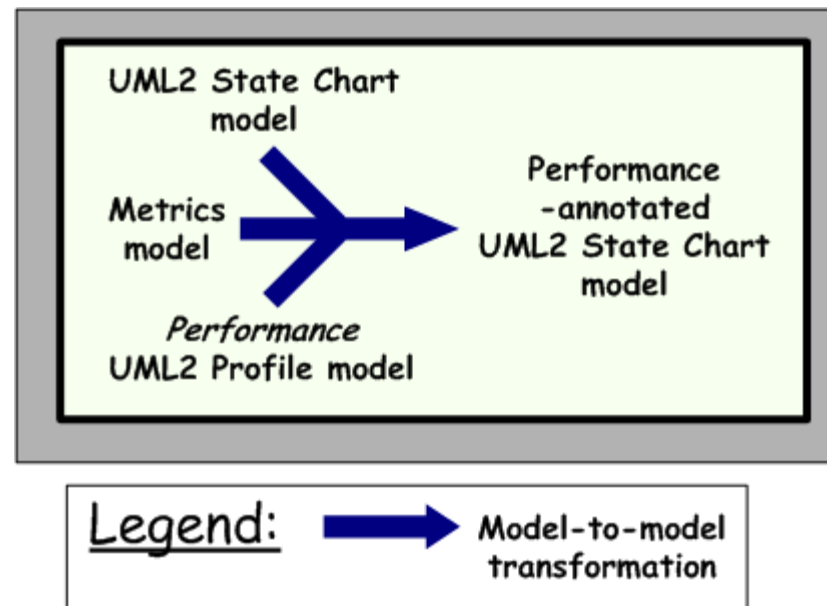 UML2 State Chart
model
Metrics
model
Performance
UML2 Profile model
Performance
-annotated
UML2 State Chart
model
Legend:
Model-to-model
transformation